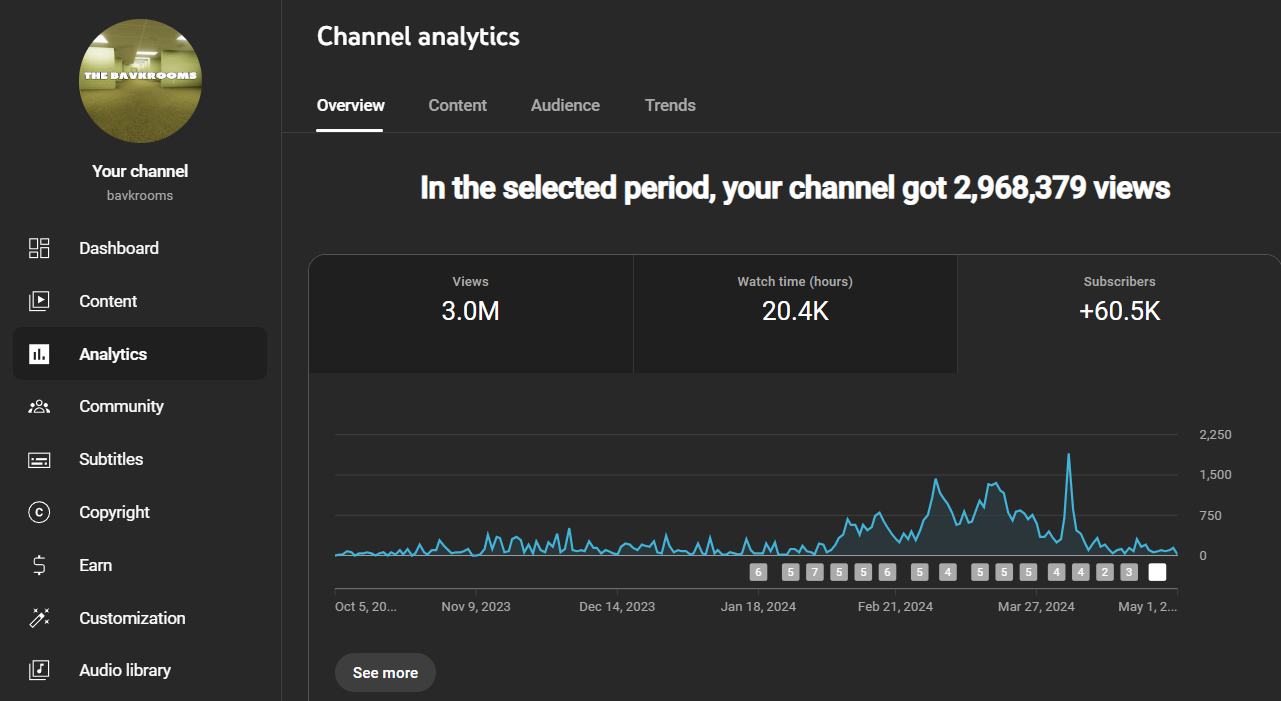 THE BAVKROOMS
Your channel
bavkrooms
Dashboard
Content
Analytics
Community
Subtitles
Copyright
Earn
Customization
Audio library
Channel analytics
Overview Content Audience Trends
In the selected period, your channel got 2,968,379 views
Views Watch time (hours) Subscribers
3.0M 20.4K +60.5K
2,250
1,500
750
0
6 5 7 5 5 6 5 4 5 5 5 4 4 2 3
Oct 5, 20... Nov 9, 2023 Dec 14, 2023 Jan 18, 2024 Feb 21, 2024 Mar 27, 2024 May 1, 2...
See more